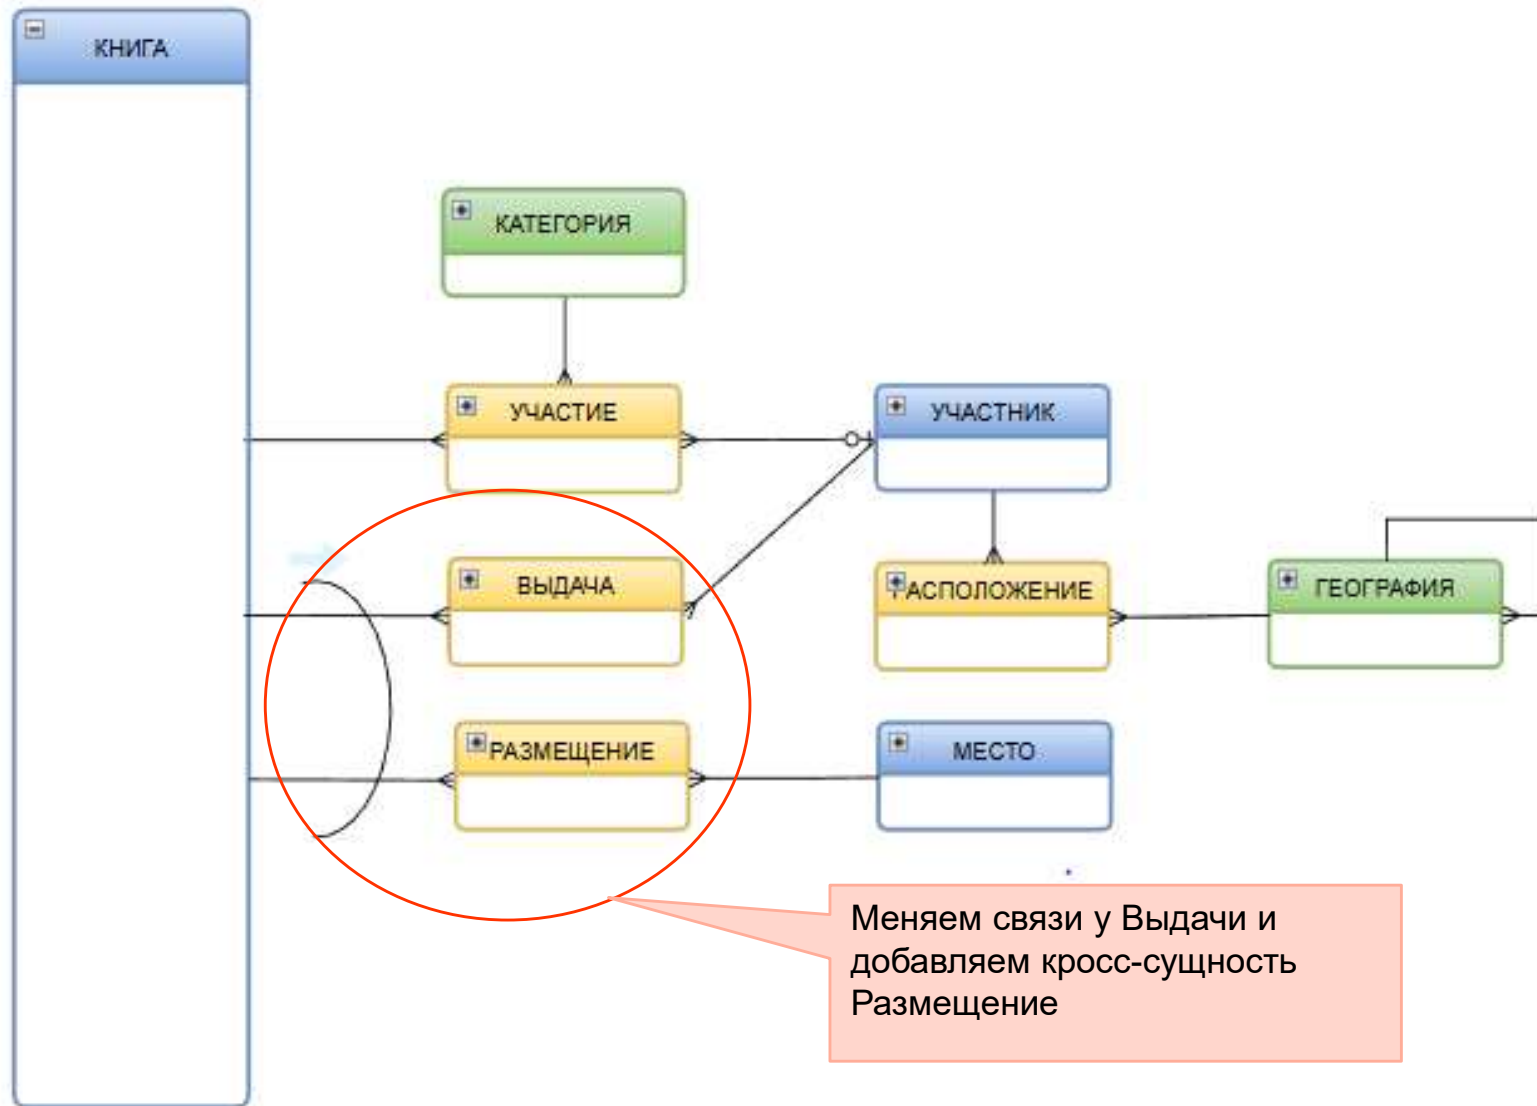 КНИГА
КАТЕГОРИЯ
УЧАСТИЕ
УЧАСТНИК
ВЫДАЧА
РАСПОЛОЖЕНИЕ
ГЕОГРАФИЯ
РАЗМЕЩЕНИЕ
МЕСТО
Меняем связи у Выдачи и
добавляем кросс-сущность
Размещение